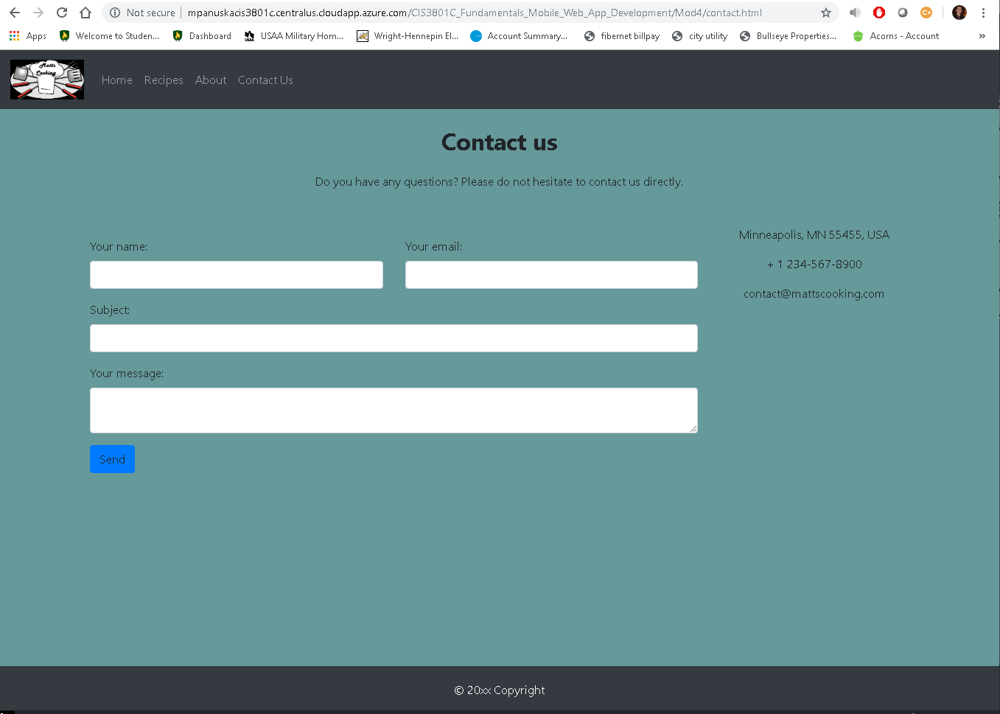 Not secure | mpanuskacis3801c.centralus.cloudapp.azure.com/CIS3801C_Fundamentals_Mobile_Web_App_Development/Mod4/contact.html
Apps Welcome to Studen... Dashboard USAA Military Hom... Wright-Hennepin El... Account Summary... fibernet billpay city utility Bullseye Properties... Acorns - Account »
Matts
Cooking
Home Recipes About Contact Us
Contact us
Do you have any questions? Please do not hesitate to contact us directly.
Minneapolis, MN 55455, USA
Your name: Your email:
+ 1 234-567-8900
contact@mattscooking.com
Subject:
Your message:
Send
© 20xx Copyright